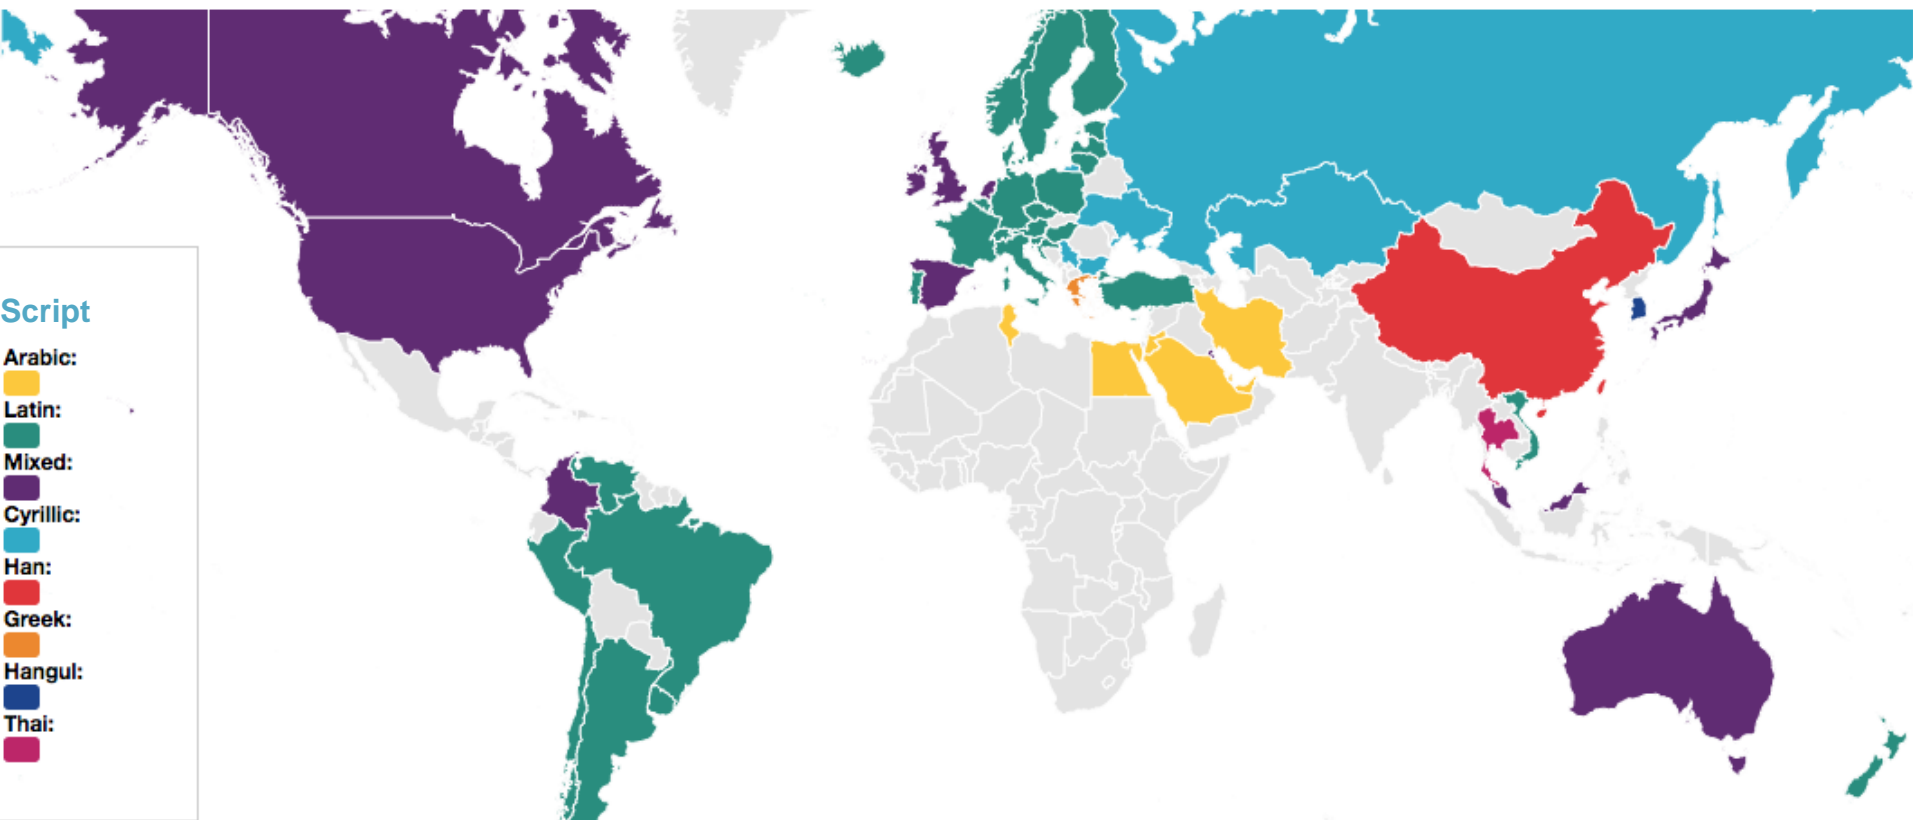 Script
Arabic:
Latin:
Mixed:
Cyrillic:
Han:
Greek:
Hangul:
Thai: